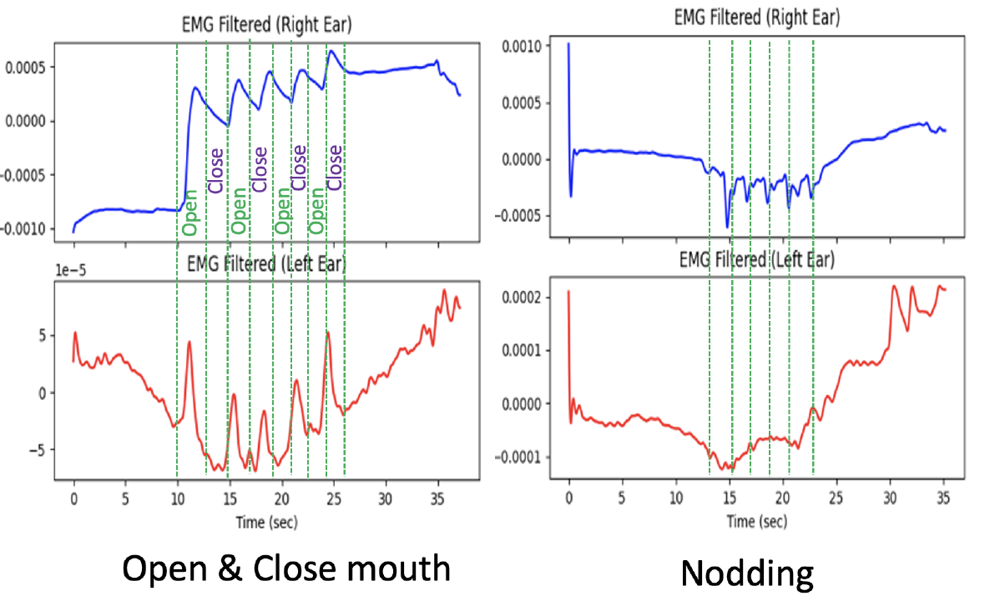 EMG Filtered (Right Ear)
0.0005
0.0000
−0.0005
−0.0010
Open
Close
Open
Close
Open
Close
Open
Close
EMG Filtered (Left Ear)
1e−5
5
0
−5
0 5 10 15 20 25 30 35
Time (sec)
Open & Close mouth
EMG Filtered (Right Ear)
0.0010
0.0005
0.0000
−0.0005
EMG Filtered (Left Ear)
0.0002
0.0001
0.0000
−0.0001
0 5 10 15 20 25 30 35
Time (sec)
Nodding